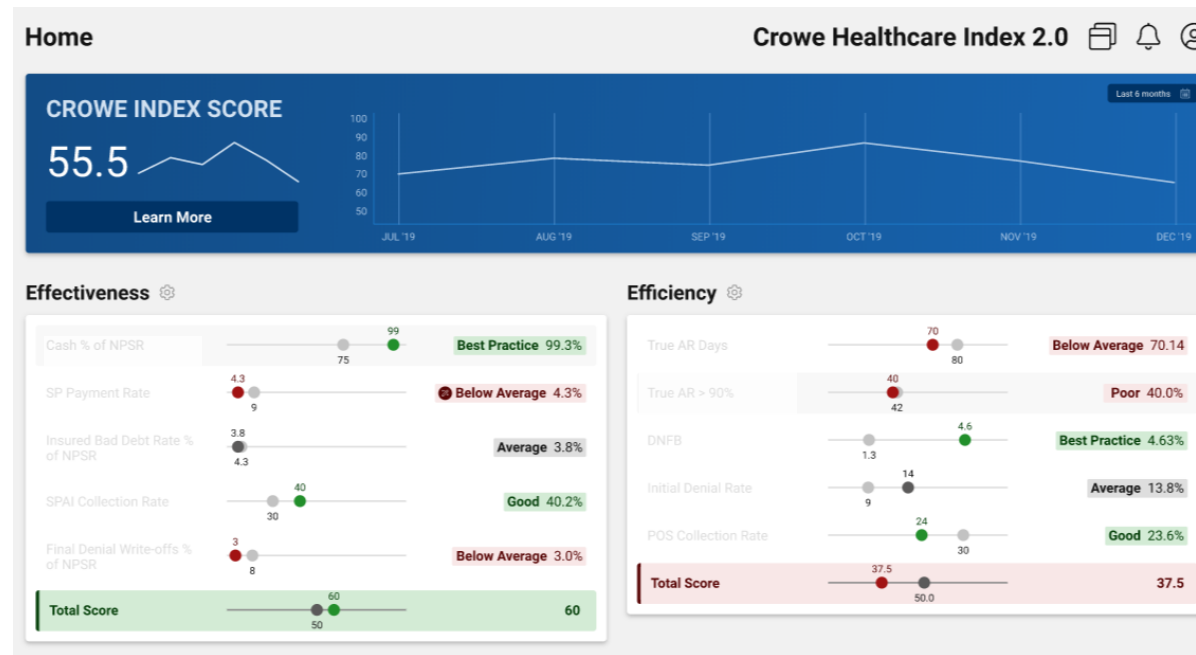 Home
Crowe Healthcare Index 2.0
CROWE INDEX SCORE
55.5
Learn More
Last 6 months
100
90
80
70
60
50
JUL '19
AUG '19
SEP '19
OCT '19
NOV '19
DEC '19
Effectiveness
Cash % of NPSR
99
75
Best Practice 99.3%
SP Payment Rate
4.3
9
Below Average 4.3%
Insured Bad Debt Rate %
of NPSR
3.8
4.3
Average 3.8%
SPAI Collection Rate
40
30
Good 40.2%
Final Denial Write-offs %
of NPSR
3
8
Below Average 3.0%
Total Score
60
50
60
Efficiency
True AR Days
70
80
Below Average 70.14
True AR > 90%
40
42
Poor 40.0%
DNFB
4.6
1.3
Best Practice 4.63%
Initial Denial Rate
14
9
Average 13.8%
POS Collection Rate
24
30
Good 23.6%
Total Score
37.5
50.0
37.5